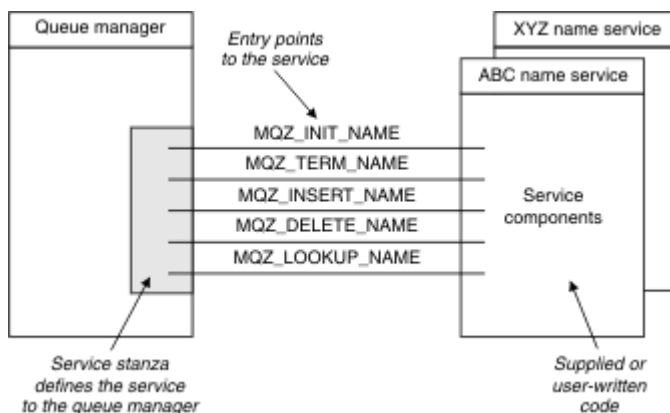 Queue manager
Entry points
to the service
XYZ name service
ABC name service
MQZ_INIT_NAME
MQZ_TERM_NAME
MQZ_INSERT_NAME
MQZ_DELETE_NAME
MQZ_LOOKUP_NAME
Service
components
Service stanza
defines the service
to the queue manager
Supplied or
user-written
code